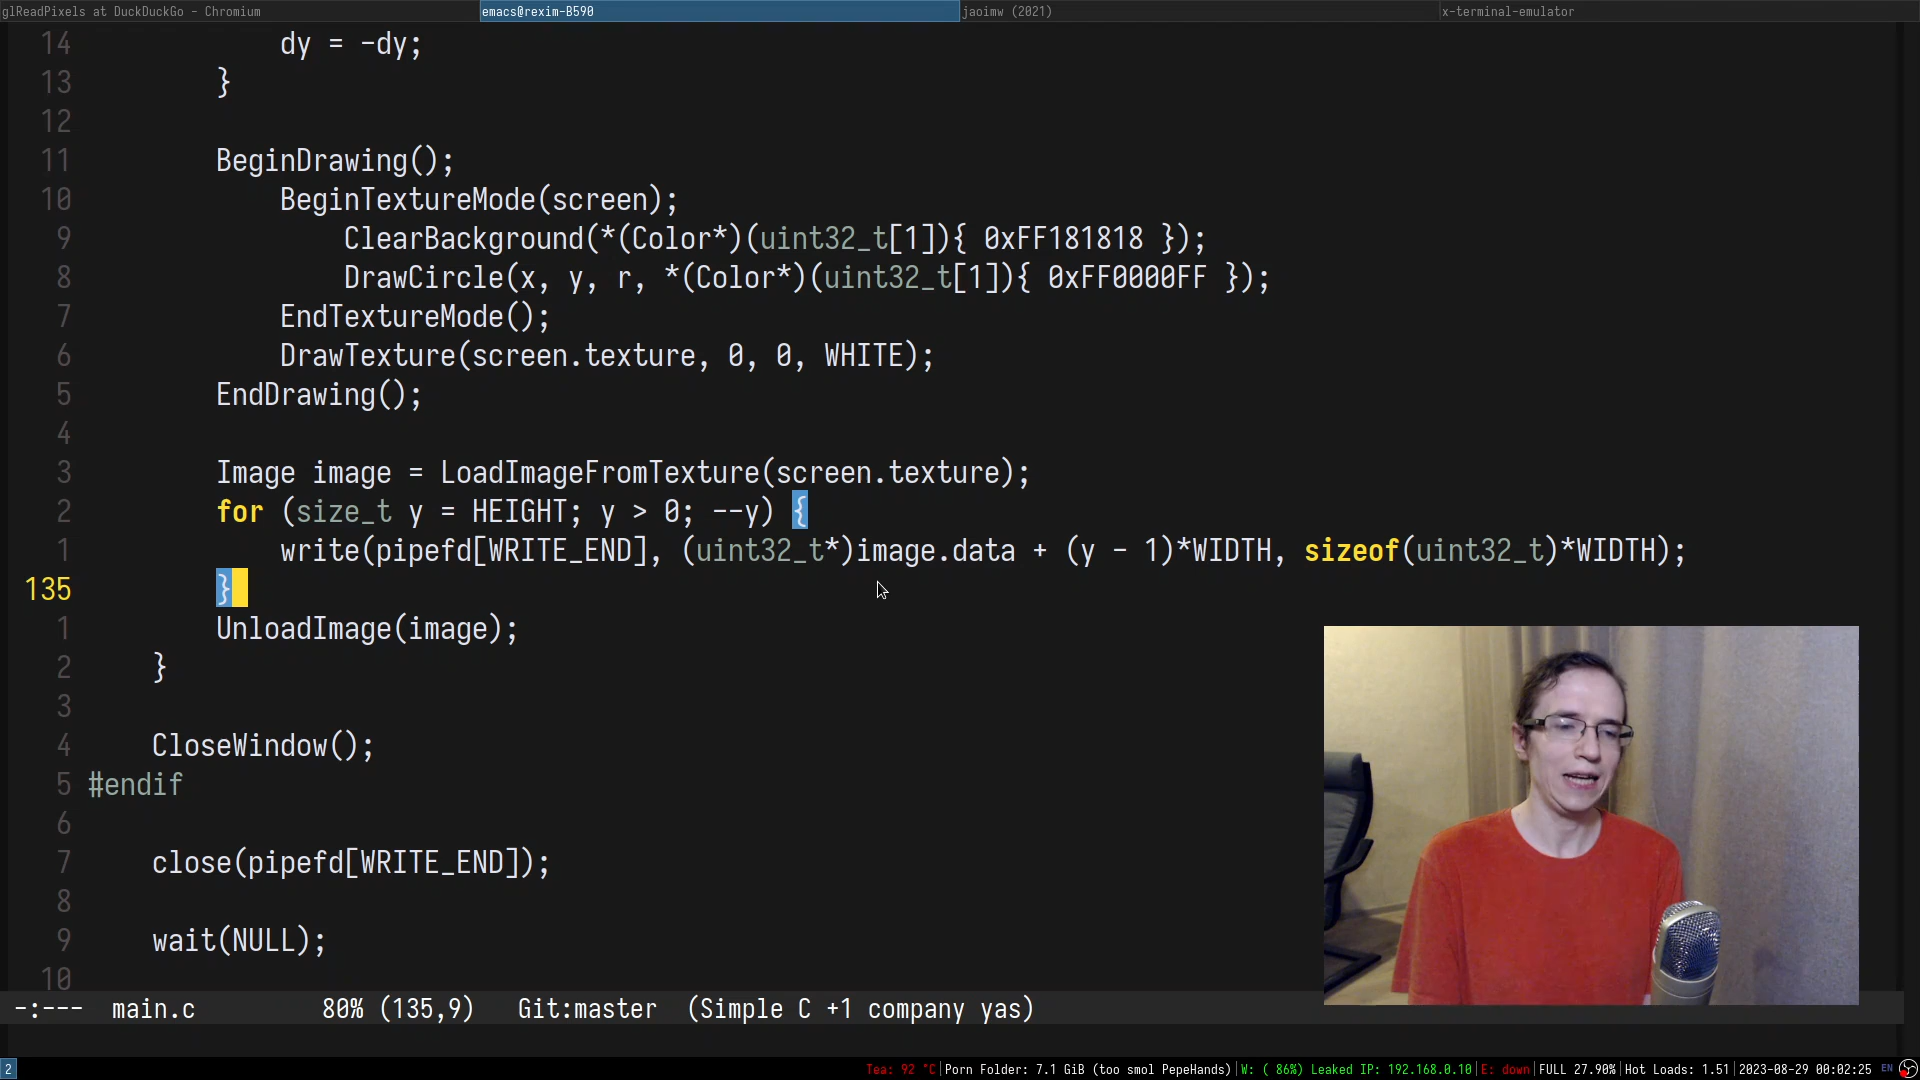 glReadPixels at DuckDuckGo - Chromium emacs@rexim-B590 jaoimw (2021) x-terminal-emulator
14 dy = -dy;
13 }
12
11 BeginDrawing();
10 BeginTextureMode(screen);
9 ClearBackground(*(Color*)(uint32_t[1]){ 0xFF181818 });
8 DrawCircle(x, y, r, *(Color*)(uint32_t[1]){ 0xFF0000FF });
7 EndTextureMode();
6 DrawTexture(screen.texture, 0, 0, WHITE);
5 EndDrawing();
4
3 Image image = LoadImageFromTexture(screen.texture);
2 for (size_t y = HEIGHT; y > 0; --y) {
1 write(pipefd[WRITE_END], (uint32_t*)image.data + (y - 1)*WIDTH, sizeof(uint32_t)*WIDTH);
135 }
1 UnloadImage(image);
2 }
3
4 CloseWindow();
5 #endif
6
7 close(pipefd[WRITE_END]);
8
9 wait(NULL);
10
-:--- main.c 80% (135,9) Git:master (Simple C +1 company yas)
2 Tea: 92 °C|Porn Folder: 7.1 GiB (too smol PepeHands)|W: ( 86%) Leaked IP: 192.168.0.10|E: down|FULL 27.90%|Hot Loads: 1.51|2023-08-29 00:02:25 EN